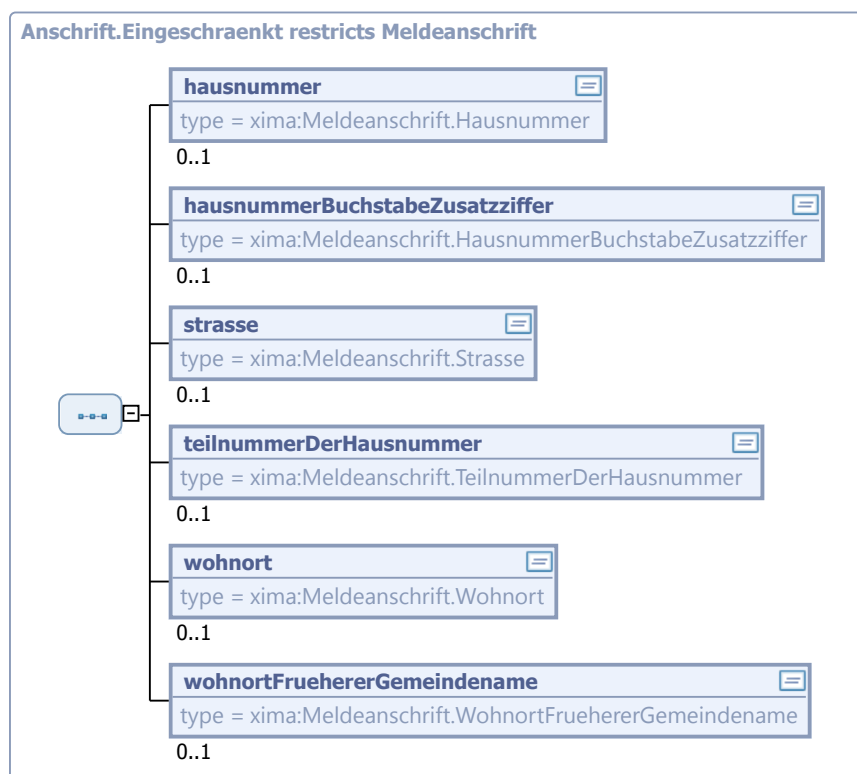 Anschrift.Eingeschraenkt restricts Meldeanschrift
hausnummer
type = xima:Meldeanschrift.Hausnummer
0..1
hausnummerBuchstabeZusatzziffer
type = xima:Meldeanschrift.HausnummerBuchstabeZusatzziffer
0..1
strasse
type = xima:Meldeanschrift.Strasse
0..1
teilnummerDerHausnummer
type = xima:Meldeanschrift.TeilnummerDerHausnummer
0..1
wohnort
type = xima:Meldeanschrift.Wohnort
0..1
wohnortFruehererGemeindename
type = xima:Meldeanschrift.WohnortFruehererGemeindename
0..1